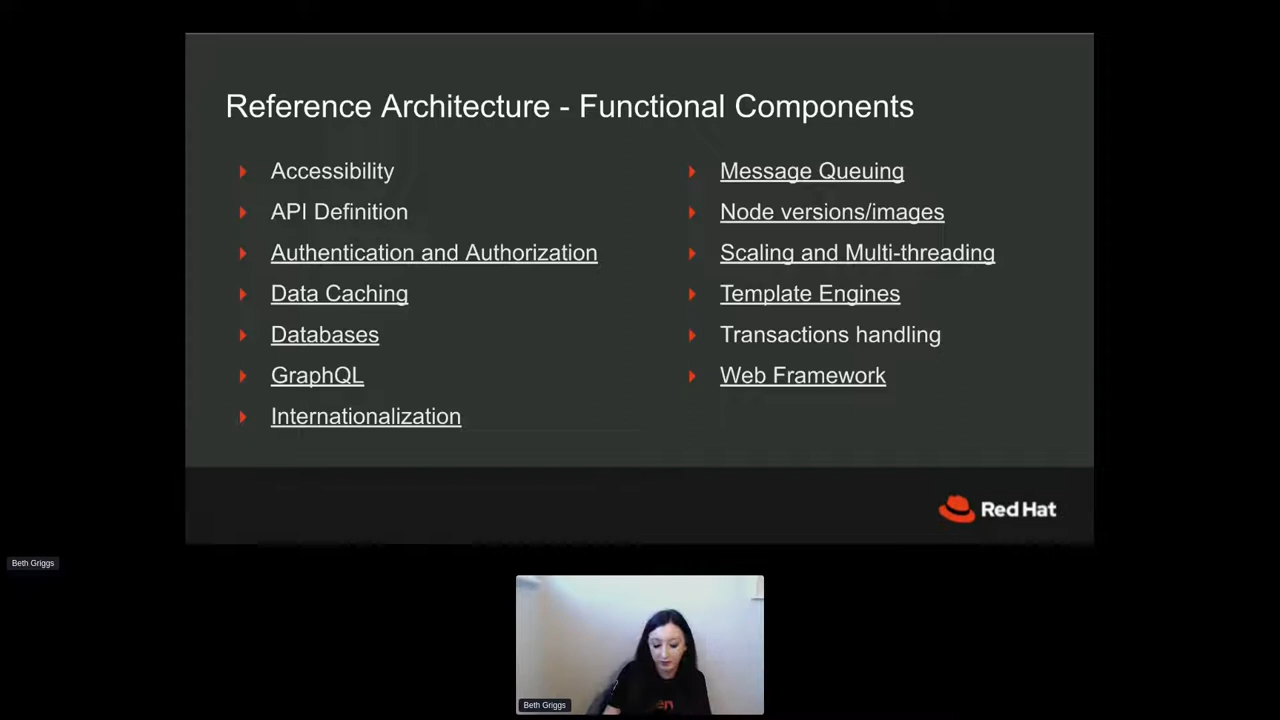 Reference Architecture - Functional Components
Accessibility
API Definition
Authentication and Authorization
Data Caching
Databases
GraphQL
Internationalization
Message Queuing
Node versions/images
Scaling and Multi-threading
Template Engines
Transactions handling
Web Framework
Red Hat
Beth Griggs
Beth Griggs